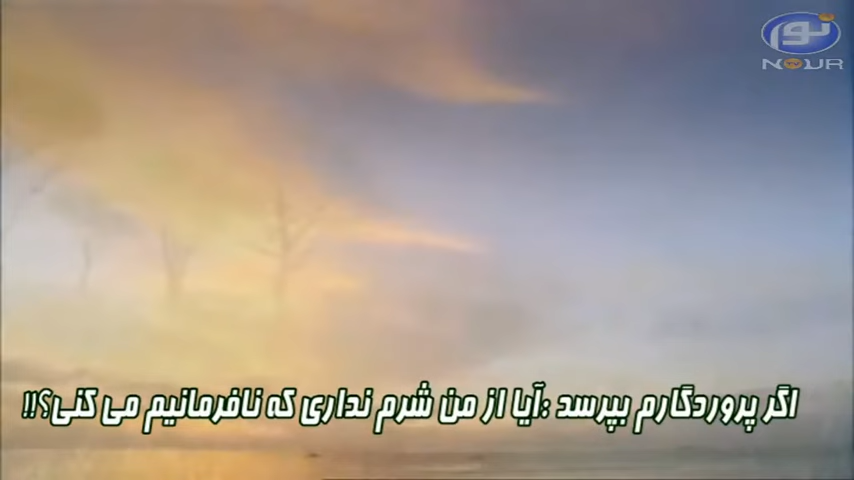 نور
NOUR
اگر پروردگارم بپرسد :آیا از من شرم نداری که نافرمانیم می کنی؟!!